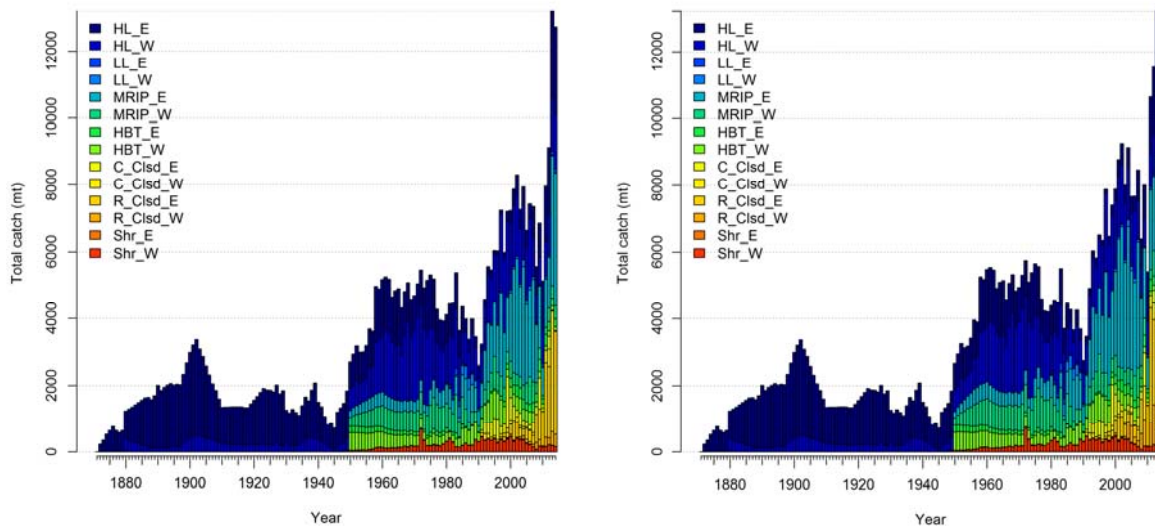 12000
10000
8000
6000
4000
2000
0
Total catch (mt)
HL_E
HL_W
LL_E
LL_W
MRIP_E
MRIP_W
HBT_E
HBT_W
C_Clsd_E
C_Clsd_W
R_Clsd_E
R_Clsd_W
Shr_E
Shr_W
1880 1900 1920 1940 1960 1980 2000
Year
12000
10000
8000
6000
4000
2000
0
Total catch (mt)
HL_E
HL_W
LL_E
LL_W
MRIP_E
MRIP_W
HBT_E
HBT_W
C_Clsd_E
C_Clsd_W
R_Clsd_E
R_Clsd_W
Shr_E
Shr_W
1880 1900 1920 1940 1960 1980 2000
Year